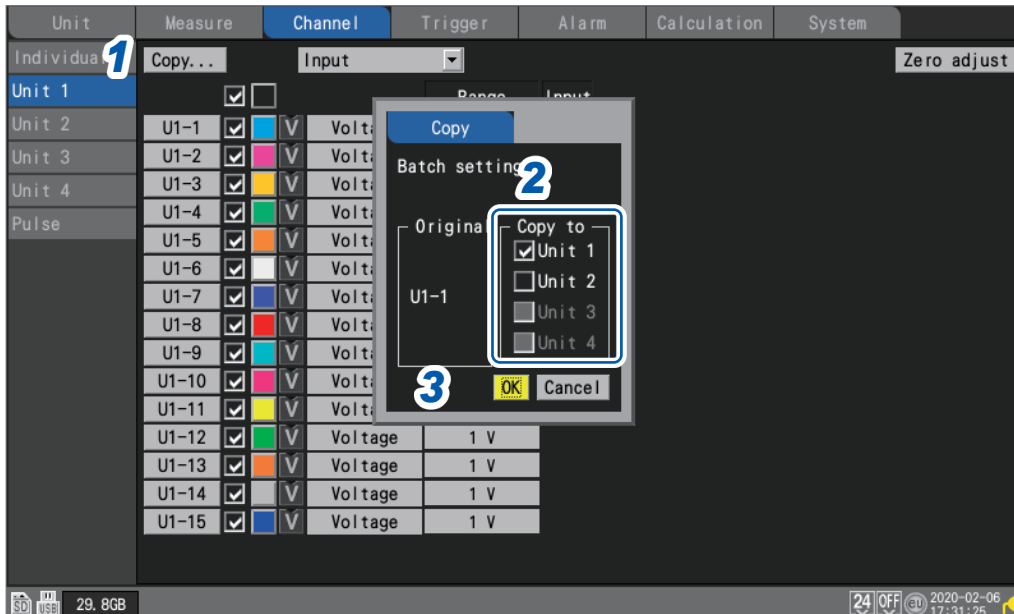 Unit Measure Channel Trigger Alarm Calculation System
Individua 1 Copy... Input Zero adjust
Unit 1
Range Input
Unit 2
Unit 3
Unit 4
Pulse
U1-1 V Volta
U1-2 V Volta
U1-3 V Volta
U1-4 V Volta
U1-5 V Volta
U1-6 V Volta
U1-7 V Volta
U1-8 V Volta
U1-9 V Volta
U1-10 V Volta
U1-11 V Volta
U1-12 V Voltage 1 V
U1-13 V Voltage 1 V
U1-14 V Voltage 1 V
U1-15 V Voltage 1 V
Copy
Batch setting
2
Original Copy to
U1-1
Unit 1
Unit 2
Unit 3
Unit 4
3 OK Cancel
SD USB 29.8GB 24 OFF eu 2020-02-06
17:31:25